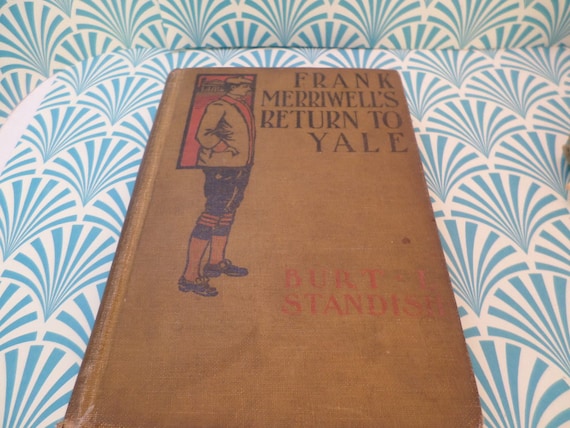 FRANK
MERRIWELL'S
RETURN TO
YALE
BURT L
STANDISH